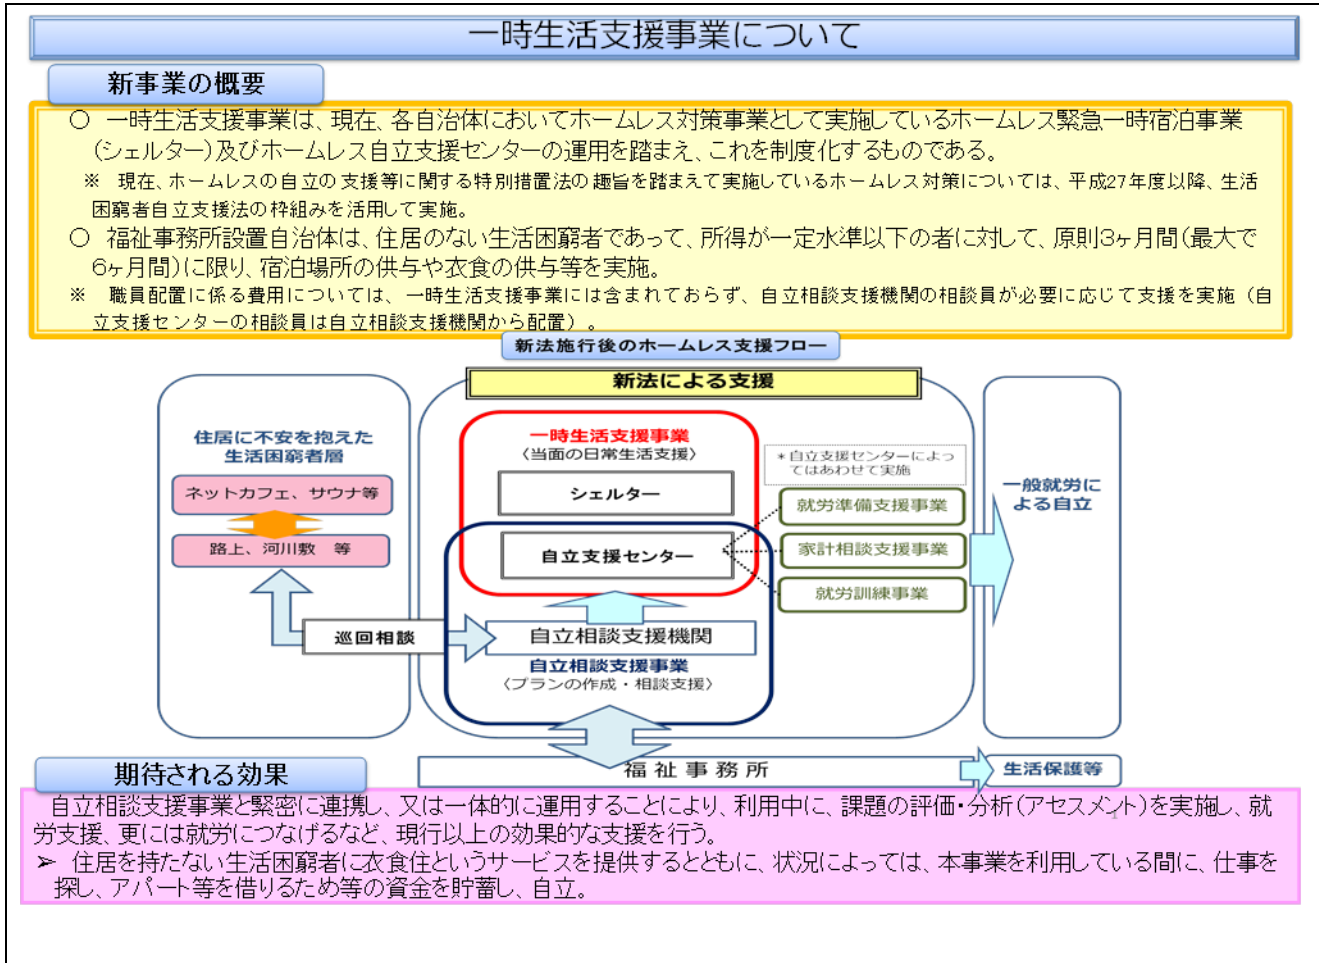 一時生活支援事業について
新事業の概要
○　一時生活支援事業は、現在、各自治体においてホームレス対策事業として実施しているホームレス緊急一時宿泊事業
（シェルター）及びホームレス自立支援センターの運用を踏まえ、これを制度化するものである。
※　現在、ホームレスの自立の支援等に関する特別措置法の趣旨を踏まえて実施しているホームレス対策については、平成27年度以降、生活
困窮者自立支援法の枠組みを活用して実施。
○　福祉事務所設置自治体は、住居のない生活困窮者であって、所得が一定水準以下の者に対して、原則3ヶ月間（最大で
6ヶ月間）に限り、宿泊場所の供与や衣食の供与等を実施。
※　職員配置に係る費用については、一時生活支援事業には含まれておらず、自立相談支援機関の相談員が必要に応じて支援を実施（自
立支援センターの相談員は自立相談支援機関から配置）。
新法施行後のホームレス支援フロー
新法による支援
住居に不安を抱えた
生活困窮者層
ネットカフェ、サウナ等
路上、河川敷　等
巡回相談
一時生活支援事業
〈当面の日常生活支援〉
シェルター
自立支援センター
自立相談支援機関
自立相談支援事業
〈プランの作成・相談支援〉
＊自立支援センターによっ
てはあわせて実施
就労準備支援事業
家計相談支援事業
就労訓練事業
一般就労に
よる自立
福祉事務所
生活保護等
期待される効果
自立相談支援事業と緊密に連携し、又は一体的に運用することにより、利用中に、課題の評価・分析（アセスメント）を実施し、就
労支援、更には就労につなげるなど、現行以上の効果的な支援を行う。
➢　住居を持たない生活困窮者に衣食住というサービスを提供するとともに、状況によっては、本事業を利用している間に、仕事を
探し、アパート等を借りるため等の資金を貯蓄し、自立。